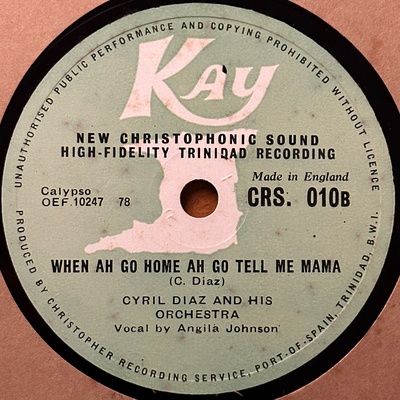 UNAUTHORISED PUBLIC PERFORMANCE AND COPYING PROHIBITED WITHOUT LICENCE
KAY
NEW CHRISTOPHONIC SOUND
HIGH-FIDELITY TRINIDAD RECORDING
Calypso
OEF.10247 78
Made in England
CRS. 010B
WHEN AH GO HOME AH GO TELL ME MAMA
(C. Diaz)
CYRIL DIAZ AND HIS
ORCHESTRA
Vocal by Angila Johnson
PRODUCED BY CHRISTOPHER RECORDING SERVICE, PORT-OF-SPAIN, TRINIDAD, B.W.I.